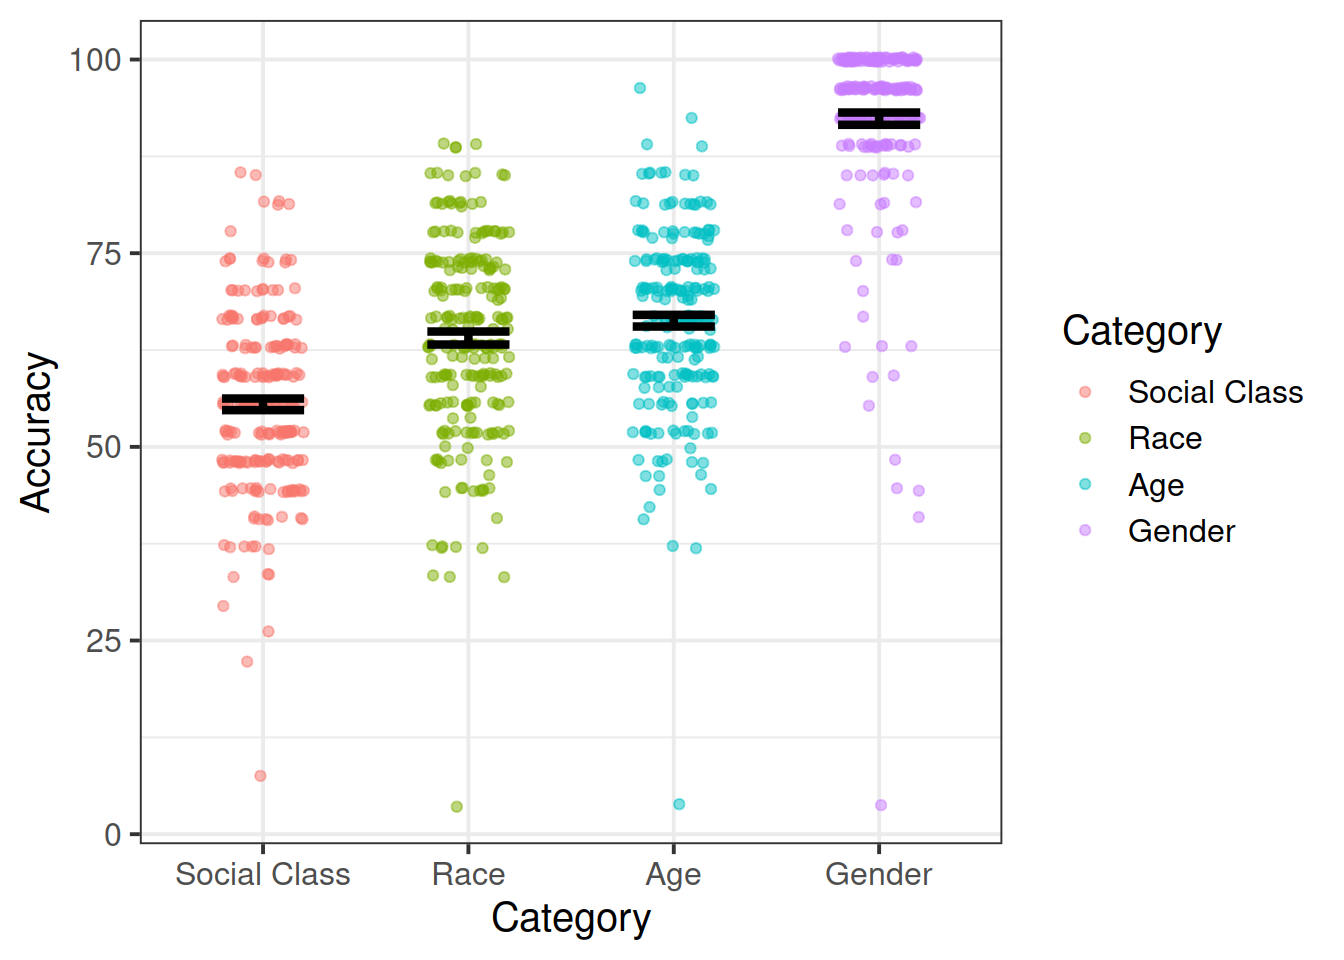 100
75
50
25
0
Accuracy
Social Class
Race
Age
Gender
Category
Category
Social Class
Race
Age
Gender